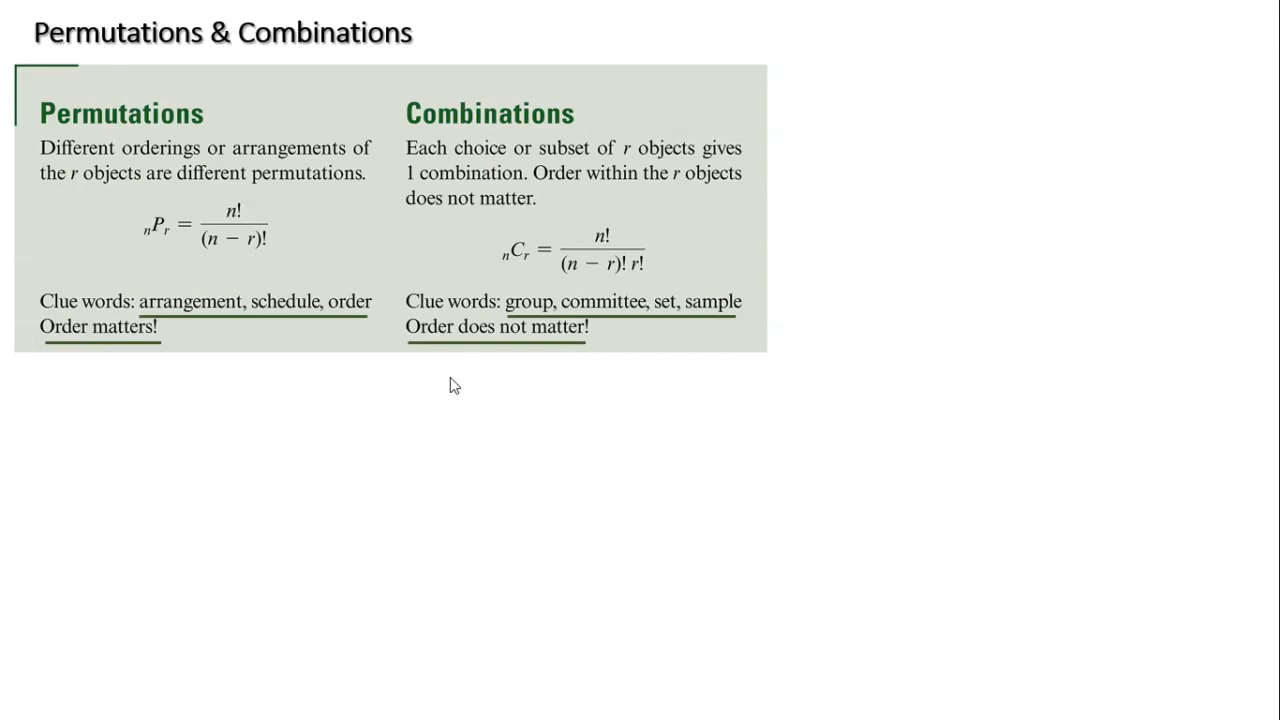 Permutations & Combinations
Permutations
Different orderings or arrangements of
the r objects are different permutations.
nPr = n! / (n − r)!
Clue words: arrangement, schedule, order
Order matters!
Combinations
Each choice or subset of r objects gives
1 combination. Order within the r objects
does not matter.
nCr = n! / (n − r)! r!
Clue words: group, committee, set, sample
Order does not matter!